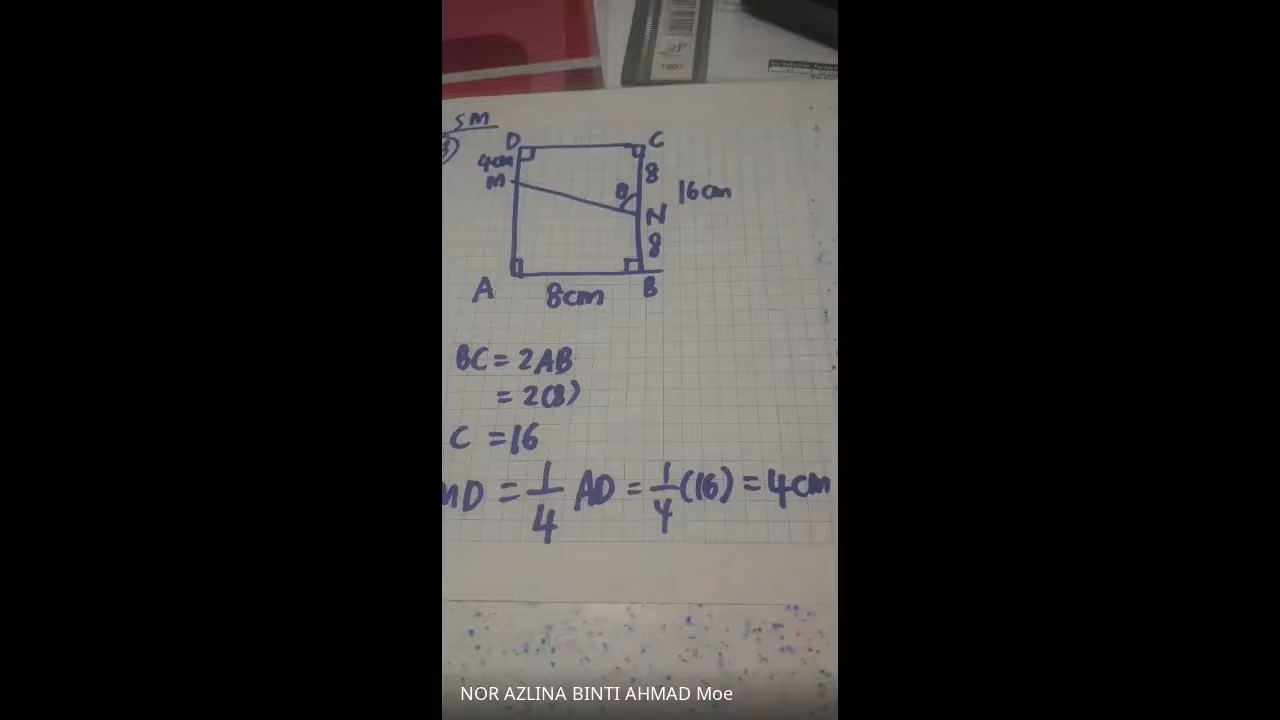 SM
D
C
4cm
M
8
θ
16cm
N
8
A
8cm
B
BC = 2AB
= 2(8)
C = 16
MD = 1/4 AD = 1/4 (16) = 4cm
NOR AZLINA BINTI AHMAD Moe